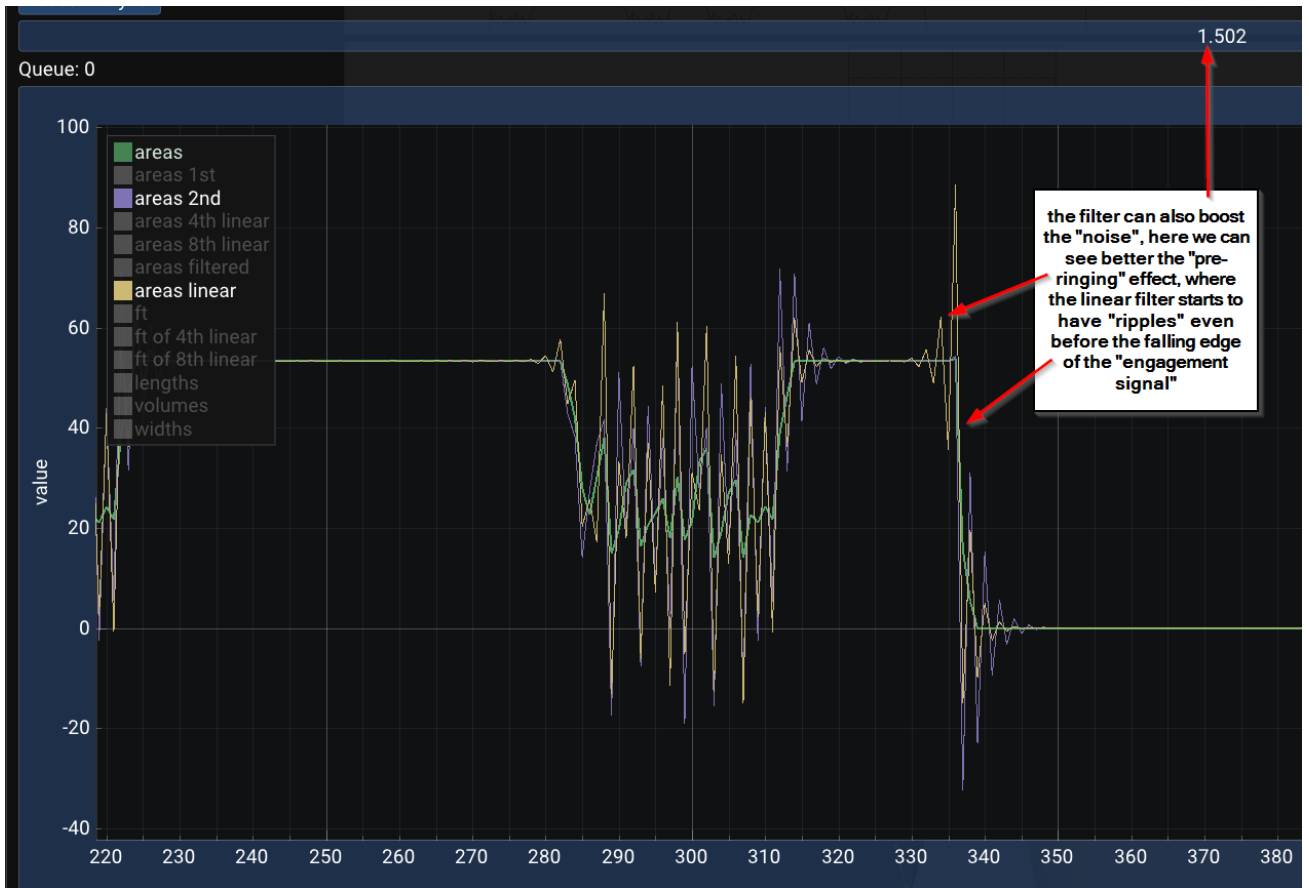 1.502
Queue: 0
100
80
60
40
20
0
-20
-40
value
areas
areas 1st
areas 2nd
areas 4th linear
areas 8th linear
areas filtered
areas linear
ft
ft of 4th linear
ft of 8th linear
lengths
volumes
widths
the filter can also boost
the "noise", here we can
see better the "pre-
ringing" effect, where
the linear filter starts to
have "ripples" even
before the falling edge
of the "engagement
signal"
220 230 240 250 260 270 280 290 300 310 320 330 340 350 360 370 380